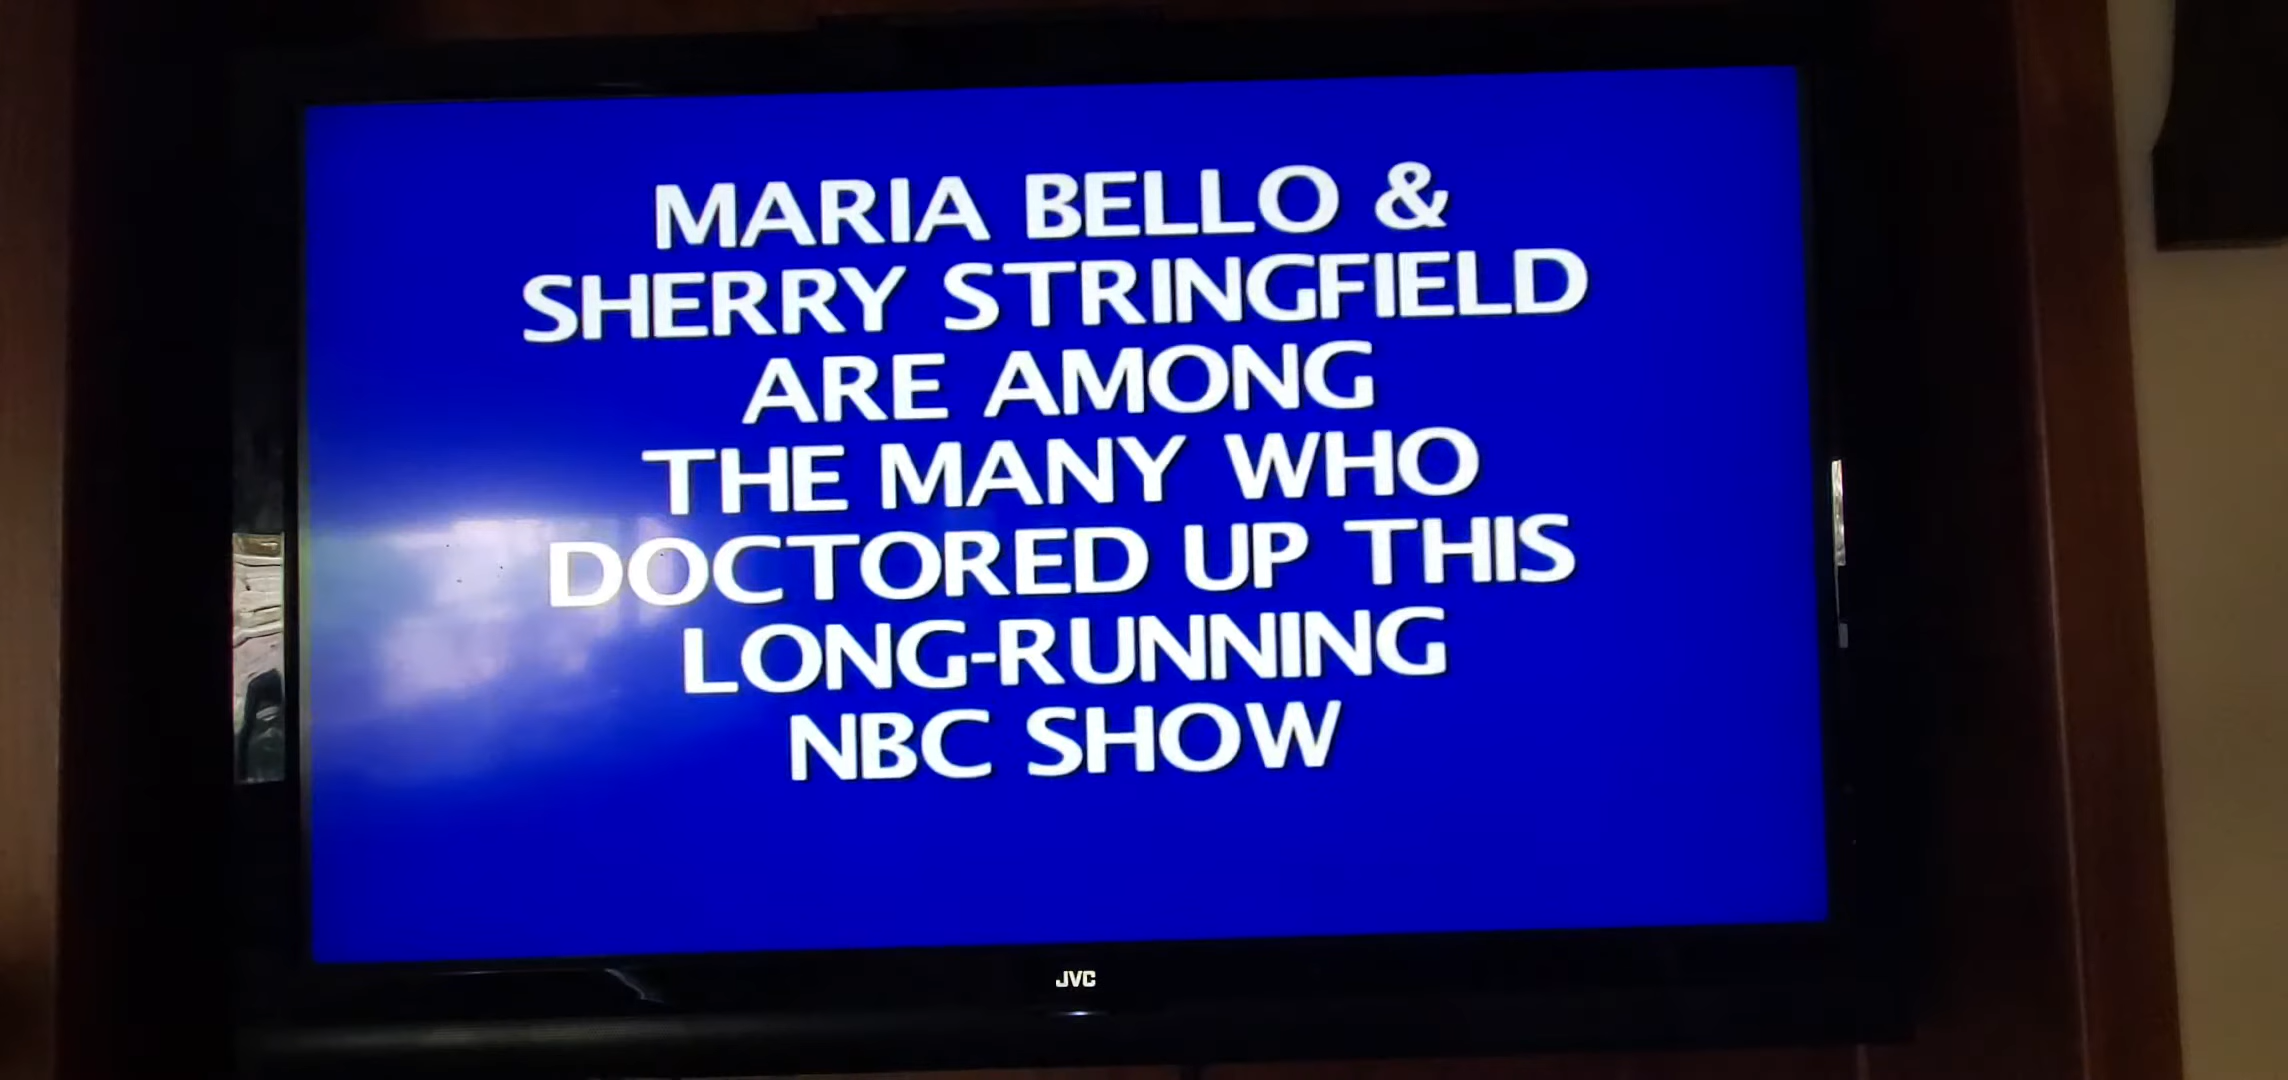 MARIA BELLO &
SHERRY STRINGFIELD
ARE AMONG
THE MANY WHO
DOCTORED UP THIS
LONG-RUNNING
NBC SHOW
JVC